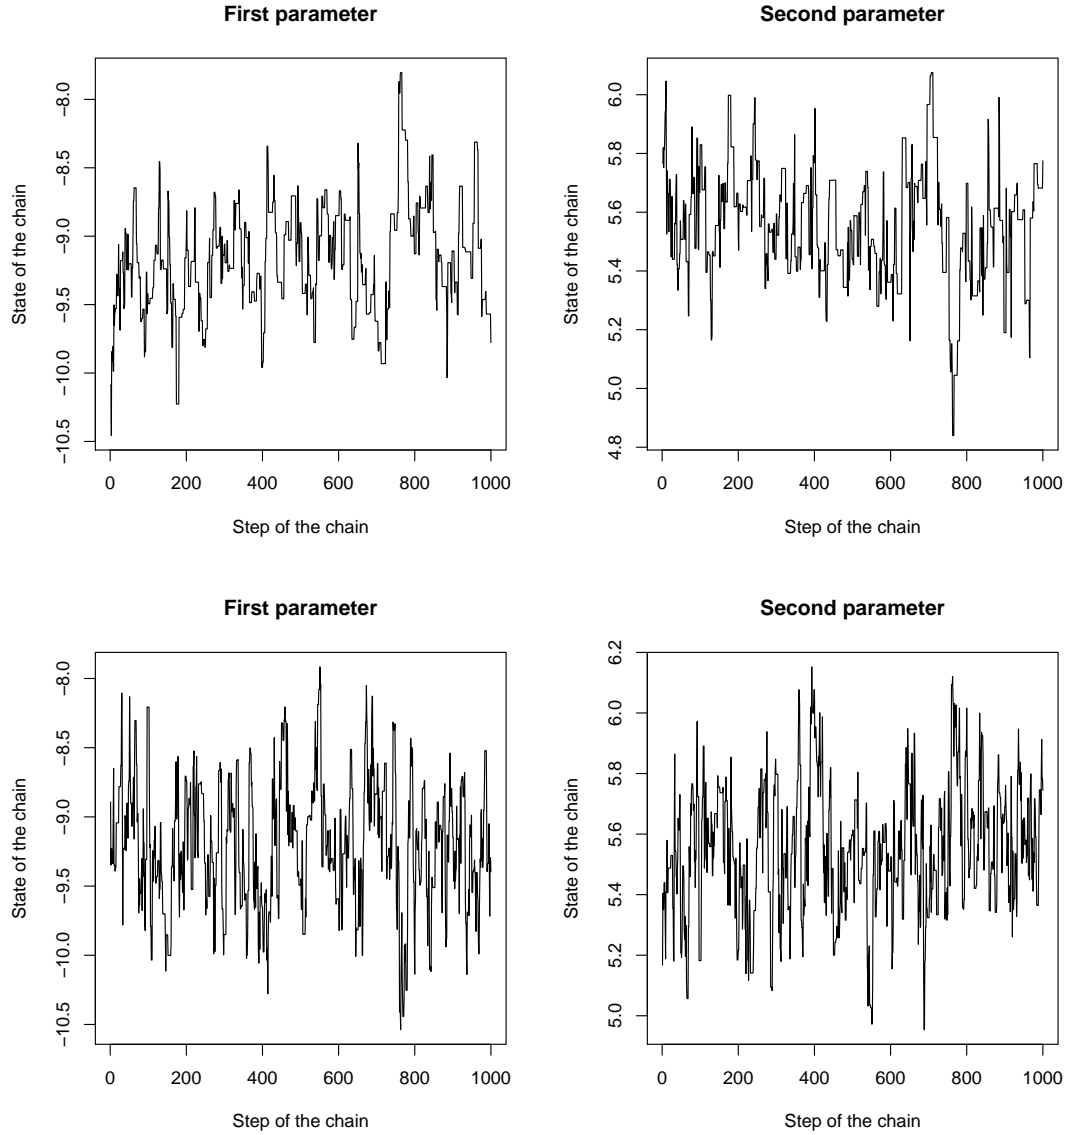 First parameter
Second parameter
State of the chain
−8.0
−8.5
−9.0
−9.5
−10.0
−10.5
0 200 400 600 800 1000
Step of the chain
State of the chain
6.0
5.8
5.6
5.4
5.2
5.0
4.8
0 200 400 600 800 1000
Step of the chain
First parameter
Second parameter
State of the chain
−8.0
−8.5
−9.0
−9.5
−10.0
−10.5
0 200 400 600 800 1000
Step of the chain
State of the chain
6.2
6.0
5.8
5.6
5.4
5.2
5.0
0 200 400 600 800 1000
Step of the chain